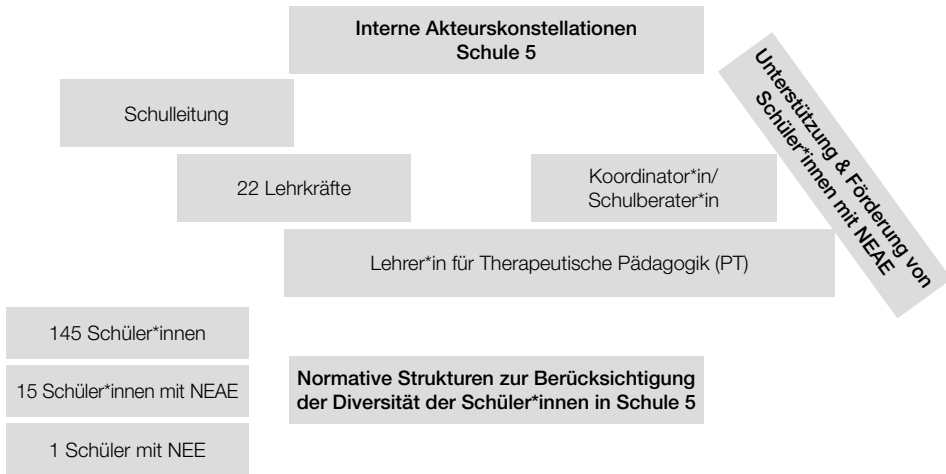 Interne Akteurskonstellationen
Schule 5
Unterstützung & Förderung von
Schüler*innen mit NEAE
Schulleitung
22 Lehrkräfte
Koordinator*in/
Schulberater*in
Lehrer*in für Therapeutische Pädagogik (PT)
145 Schüler*innen
15 Schüler*innen mit NEAE
1 Schüler mit NEE
Normative Strukturen zur Berücksichtigung
der Diversität der Schüler*innen in Schule 5